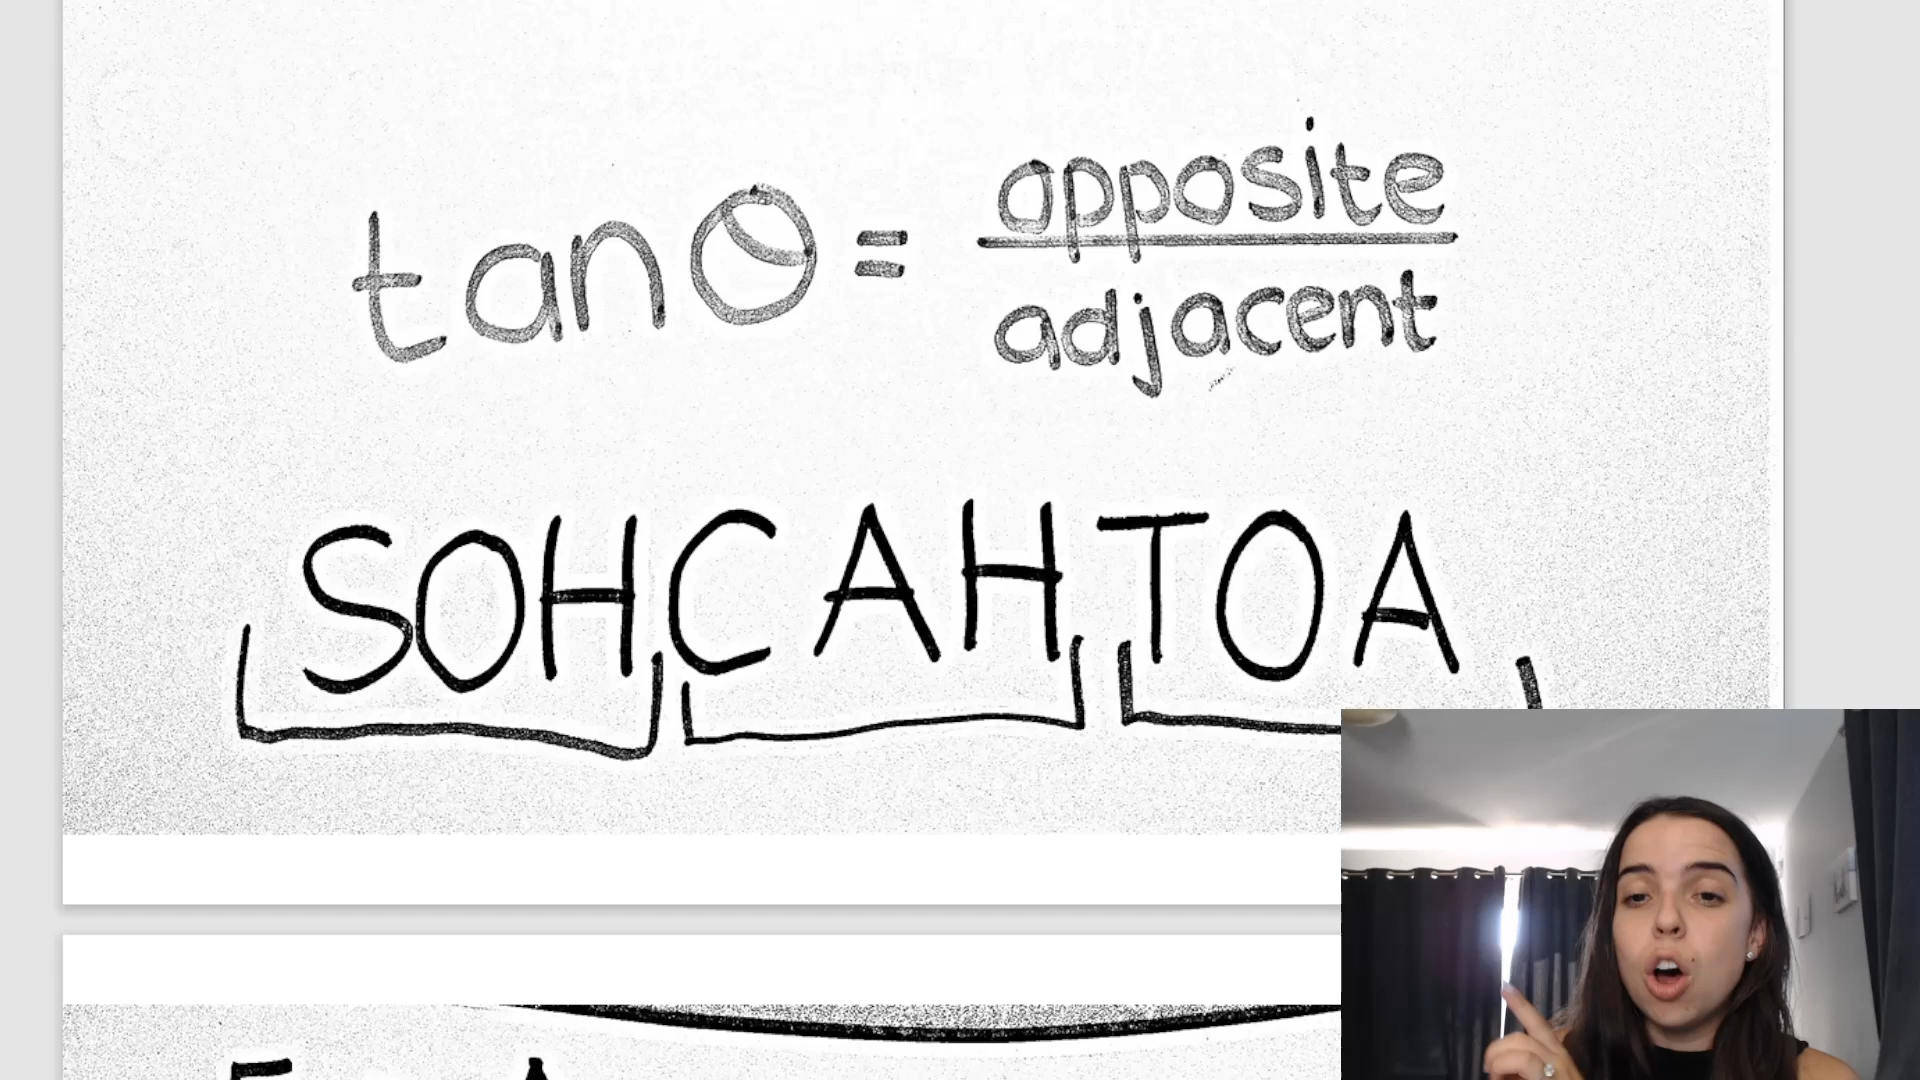 tanθ = opposite
adjacent
SOHCAHTOA